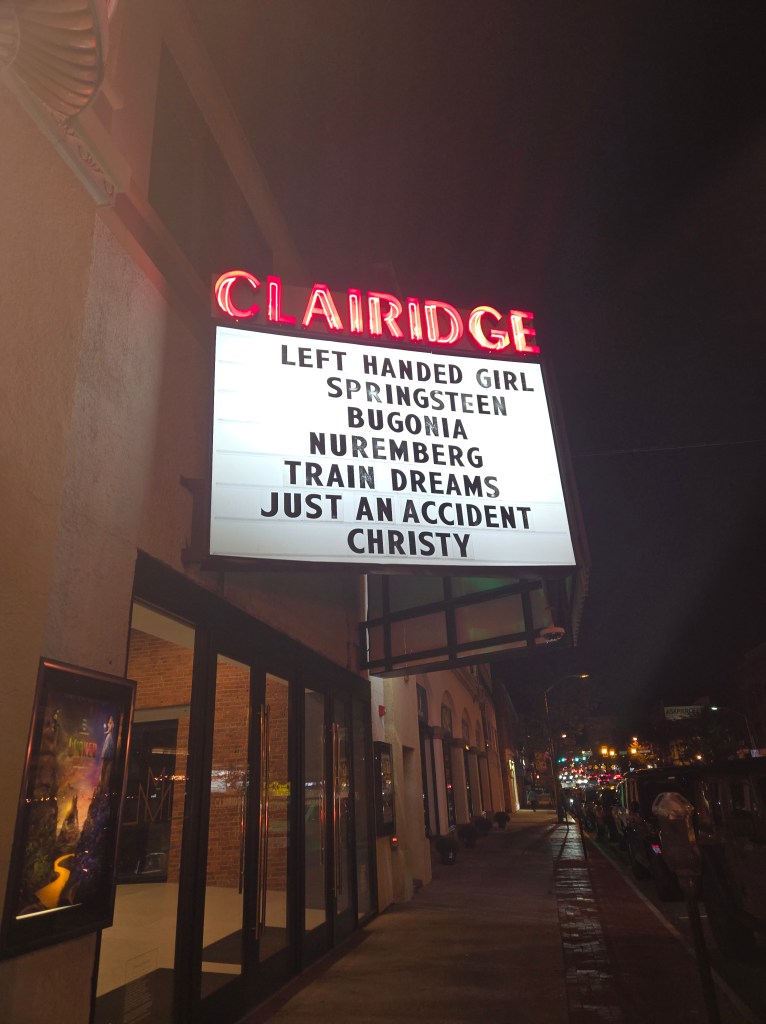 CLAIRIDGE
LEFT HANDED GIRL
SPRINGSTEEN
BUGONIA
NUREMBERG
TRAIN DREAMS
JUST AN ACCIDENT
CHRISTY